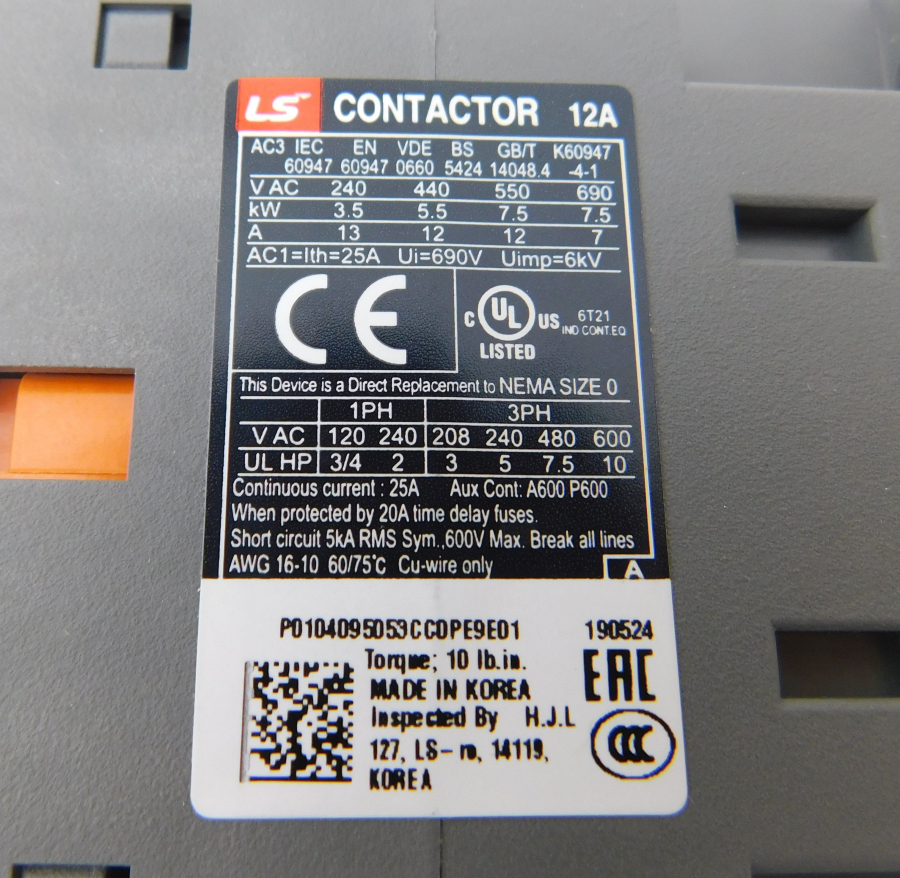 LS CONTACTOR 12A
AC3 IEC EN VDE BS GB/T K60947
60947 60947 0660 5424 14048.4 -4-1
V AC 240 440 550 690
kW 3.5 5.5 7.5 7.5
A 13 12 12 7
AC1=Ith=25A Ui=690V Uimp=6kV
CE
C UL US
LISTED
6T21
IND CONT.EQ
This Device is a Direct Replacement to NEMA SIZE 0
1PH 3PH
V AC 120 240 208 240 480 600
UL HP 3/4 2 3 5 7.5 10
Continuous current : 25A Aux Cont: A600 P600
When protected by 20A time delay fuses.
Short circuit 5kA RMS Sym.,600V Max. Break all lines
AWG 16-10 60/75℃ Cu-wire only
A
P0104095053CC0PE9E01 190524
Torque; 10 lb.in.
MADE IN KOREA
EAC
Inspected By H.J.L
127, LS-ro, 14119,
KOREA
CCC